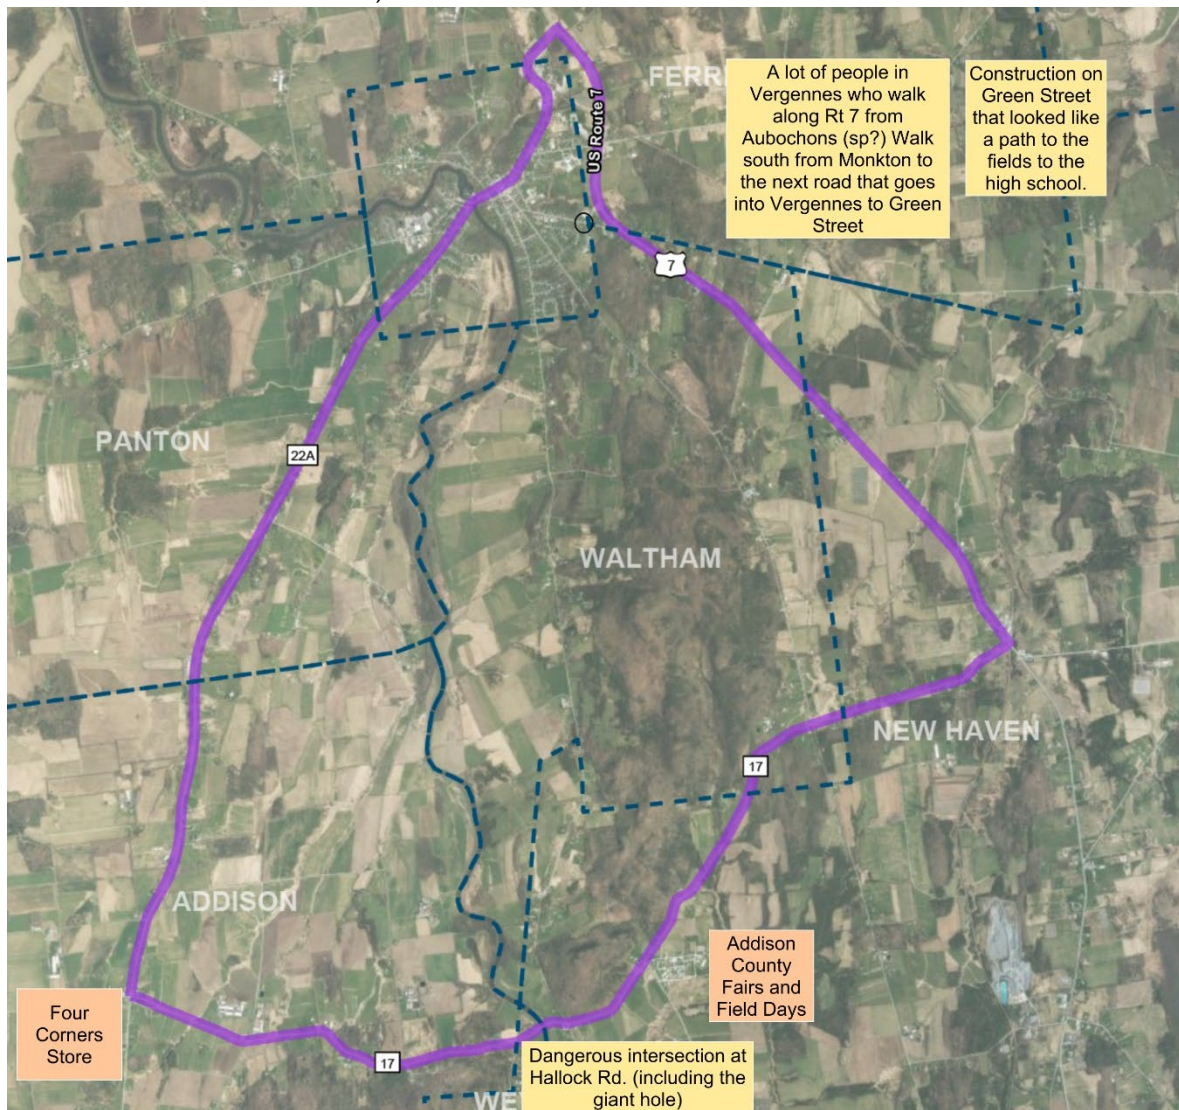 FERRI
A lot of people in
Vergennes who walk
along Rt 7 from
Aubochons (sp?) Walk
south from Monkton to
the next road that goes
into Vergennes to Green
Street
Construction on
Green Street
that looked like
a path to the
fields to the
high school.
US Route 7
7
PANTON
22A
WALTHAM
NEW HAVEN
17
ADDISON
Addison
County
Fairs and
Field Days
Four
Corners
Store
17
Dangerous intersection at
Hallock Rd. (including the
giant hole)
WE